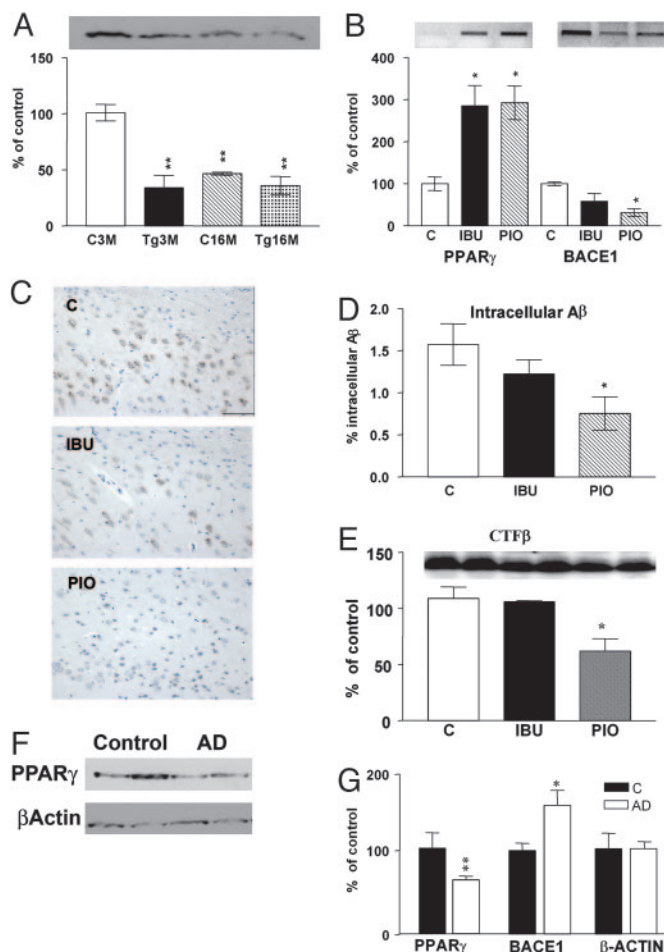 A
150
100
50
0
% of control
**
**
**
C3M Tg3M C16M Tg16M
B
400
300
200
100
0
% of control
*
*
*
C IBU PIO C IBU PIO
PPARγ BACE1
C
C
IBU
PIO
D
Intracellular Aβ
2.0
1.5
1.0
0.5
0.0
% intracellular Aβ
*
C IBU PIO
E
CTFβ
150
100
50
0
% of control
*
C IBU PIO
F
Control AD
PPARγ
βActin
G
200
100
0
% of control
C
AD
**
*
PPARγ BACE1 β-ACTIN